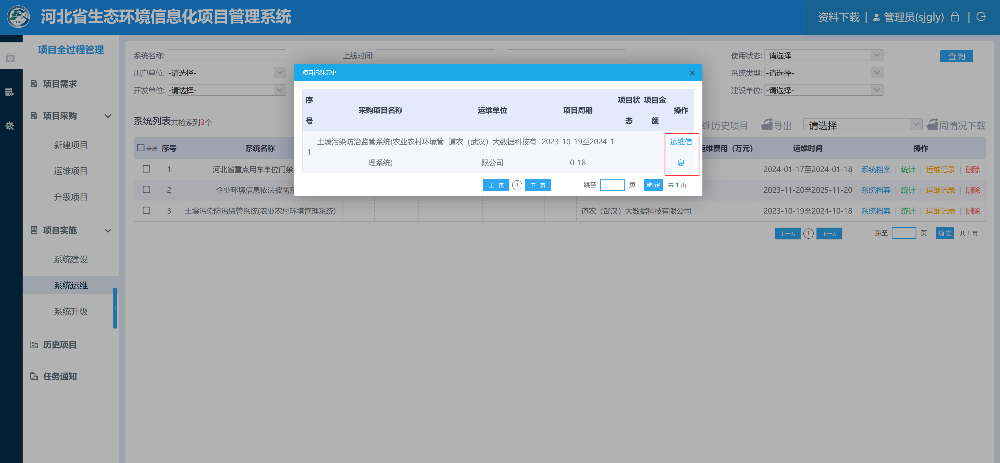 河北省生态环境信息化项目管理系统
HBEE
资料下载 | 管理员(sjgly) |
项目全过程管理
项目需求
项目采购
新建项目
运维项目
升级项目
项目实施
系统建设
系统运维
系统升级
历史项目
任务通知
系统名称: 上线时间: - 使用状态: -请选择- 查 询
用户单位: -请选择- 系统类型: -请选择-
开发单位: -请选择- 建设单位: -请选择-
系统列表共检索到3个 维历史项目 导出 -请选择- 周情况下载
全选 序号 系统名称 运维费用（万元） 运维时间 操作
1 河北省重点用车单位门禁 2024-01-17至2024-01-18 系统档案 | 统计 | 运维记录 | 删除
2 企业环境信息依法披露系 2023-11-20至2025-11-20 系统档案 | 统计 | 运维记录 | 删除
3 土壤污染防治监管系统(农业农村环境管理系统) 道农（武汉）大数据科技有限公司 2023-10-19至2024-10-18 系统档案 | 统计 | 运维记录 | 删除
上一页 1 下一页 跳至 页 确 定 共 1 页
项目运维历史 ×
序
号
采购项目名称
运维单位
项目周期
项目状
态
项目金
额
操作
1
土壤污染防治监管系统(农业农村环境管
理系统)
道农（武汉）大数据科技有
限公司
2023-10-19至2024-1
0-18
运维信
息
上一页 1 下一页 跳至 页 确 定 共 1 页